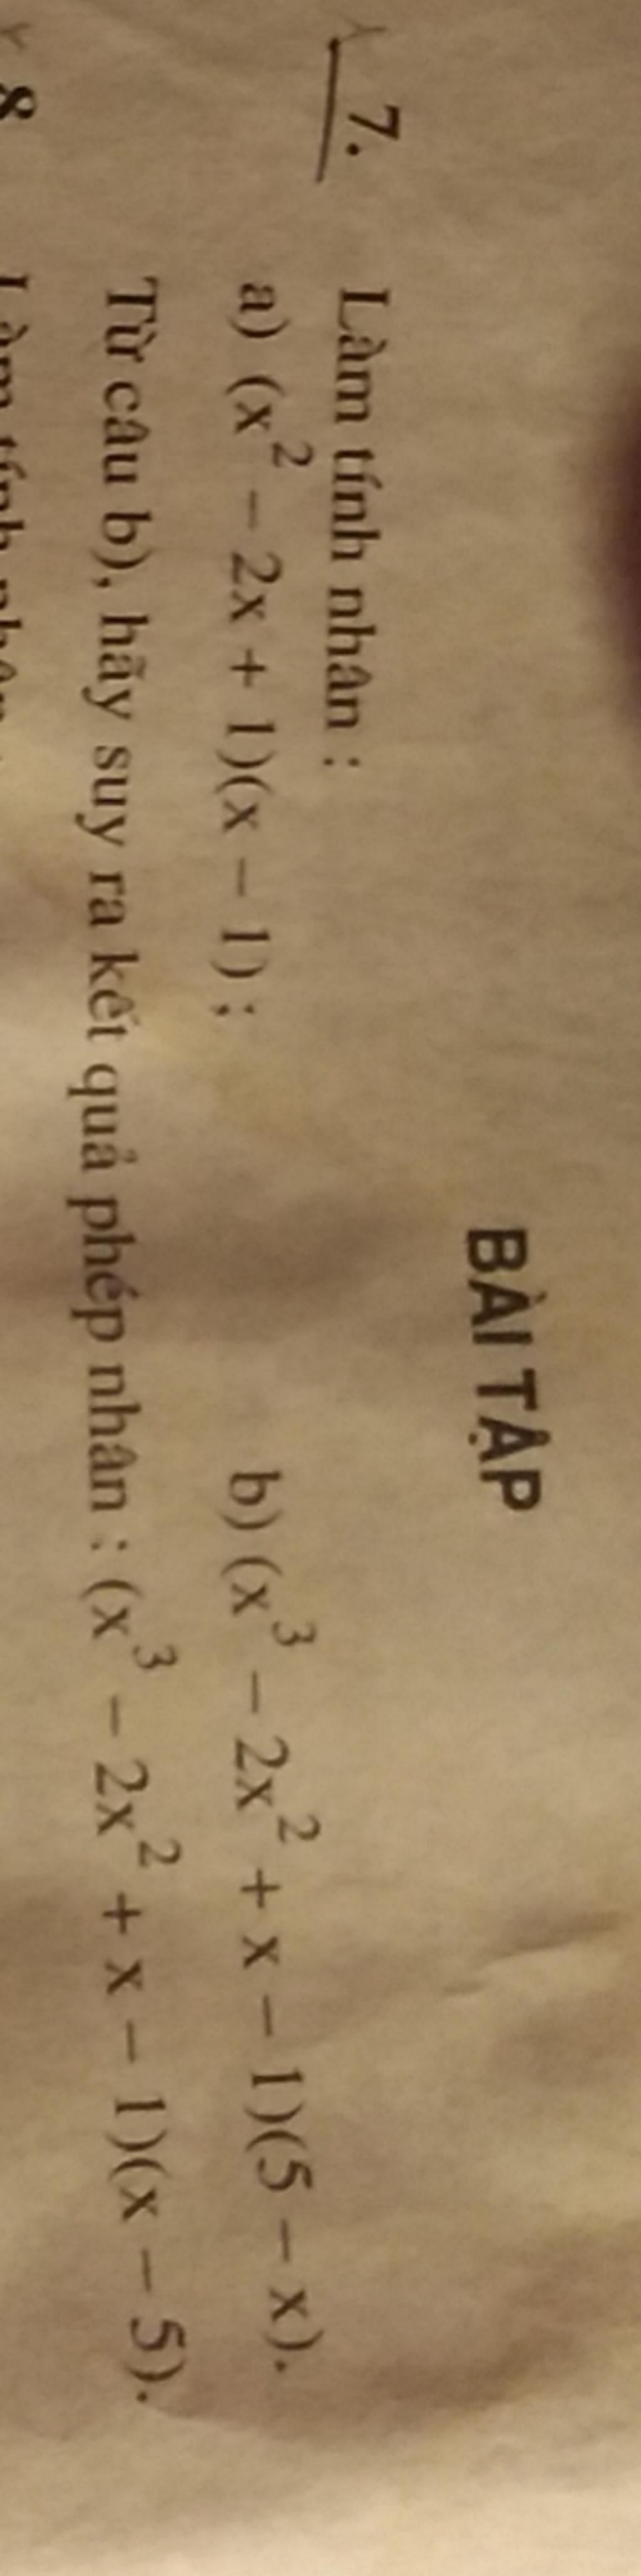 BÀI TẬP
7. Làm tính nhân :
a) (x² – 2x + 1)(x – 1) ; b) (x³ – 2x² + x – 1)(5 – x).
Từ câu b), hãy suy ra kết quả phép nhân : (x³ – 2x² + x – 1)(x – 5).
8